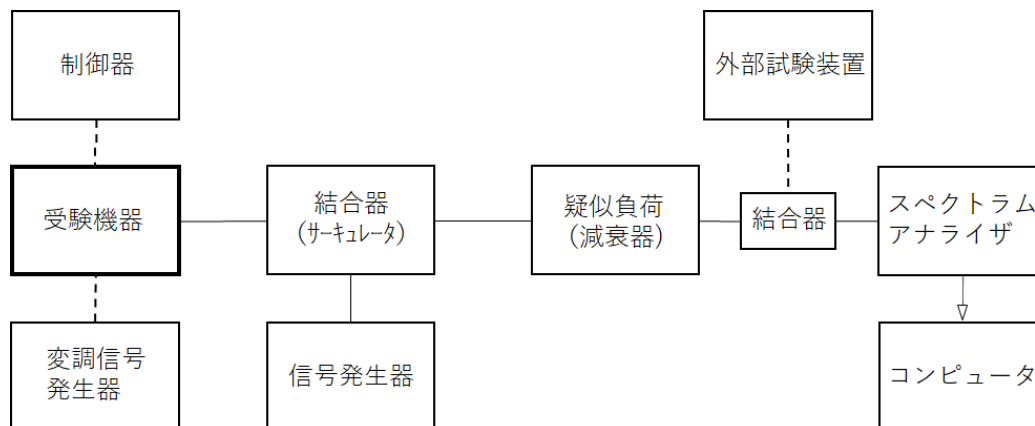 制御器
外部試験装置
受験機器
結合器
（ｻｰｷｭﾚｰﾀ）
疑似負荷
（減衰器）
結合器
スペクトラム
アナライザ
変調信号
発生器
信号発生器
コンピュータ